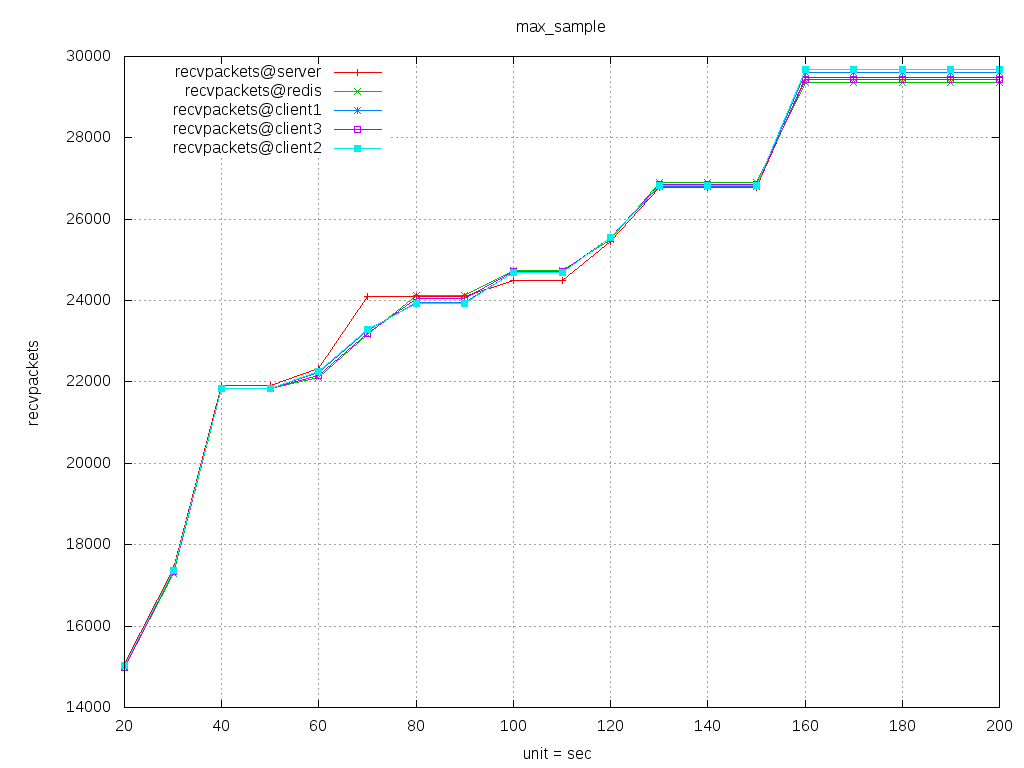 max_sample
30000
28000
26000
24000
22000
20000
18000
16000
14000
recvpackets
recvpackets@server
recvpackets@redis
recvpackets@client1
recvpackets@client3
recvpackets@client2
20 40 60 80 100 120 140 160 180 200
unit = sec